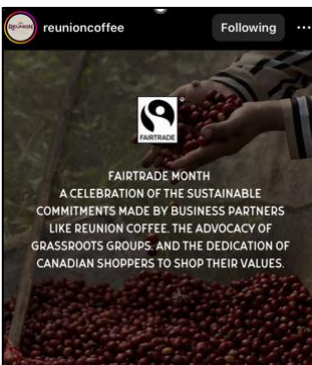 REUNION
reunioncoffee
Following
FAIRTRADE
FAIRTRADE MONTH
A CELEBRATION OF THE SUSTAINABLE
COMMITMENTS MADE BY BUSINESS PARTNERS
LIKE REUNION COFFEE. THE ADVOCACY OF
GRASSROOTS GROUPS. AND THE DEDICATION OF
CANADIAN SHOPPERS TO SHOP THEIR VALUES.